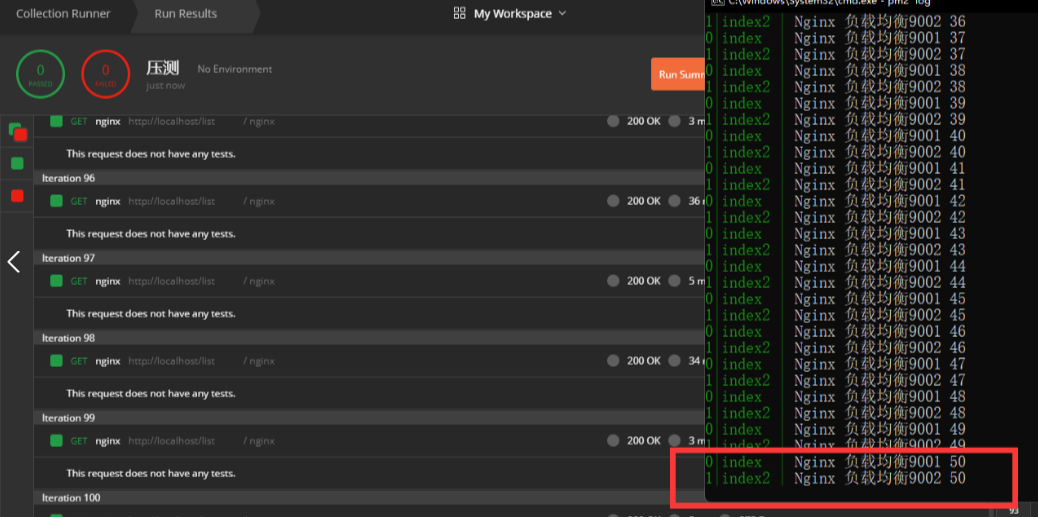 Collection Runner
Run Results
My Workspace
0
PASSED
0
FAILED
压测
No Environment
just now
Run Summ
GET nginx http://localhost/list / nginx
200 OK
3 m
This request does not have any tests.
Iteration 96
GET nginx http://localhost/list / nginx
200 OK
36
This request does not have any tests.
Iteration 97
GET nginx http://localhost/list / nginx
200 OK
5 m
This request does not have any tests.
Iteration 98
GET nginx http://localhost/list / nginx
200 OK
34
This request does not have any tests.
Iteration 99
GET nginx http://localhost/list / nginx
200 OK
3 m
This request does not have any tests.
Iteration 100
C:\Windows\System32\cmd.exe - pm2 log
1|index2 | Nginx 负载均衡9002 36
0|index | Nginx 负载均衡9001 37
1|index2 | Nginx 负载均衡9002 37
0|index | Nginx 负载均衡9001 38
1|index2 | Nginx 负载均衡9002 38
0|index | Nginx 负载均衡9001 39
1|index2 | Nginx 负载均衡9002 39
0|index | Nginx 负载均衡9001 40
1|index2 | Nginx 负载均衡9002 40
0|index | Nginx 负载均衡9001 41
1|index2 | Nginx 负载均衡9002 41
0|index | Nginx 负载均衡9001 42
1|index2 | Nginx 负载均衡9002 42
0|index | Nginx 负载均衡9001 43
1|index2 | Nginx 负载均衡9002 43
0|index | Nginx 负载均衡9001 44
1|index2 | Nginx 负载均衡9002 44
0|index | Nginx 负载均衡9001 45
1|index2 | Nginx 负载均衡9002 45
0|index | Nginx 负载均衡9001 46
1|index2 | Nginx 负载均衡9002 46
0|index | Nginx 负载均衡9001 47
1|index2 | Nginx 负载均衡9002 47
0|index | Nginx 负载均衡9001 48
1|index2 | Nginx 负载均衡9002 48
0|index | Nginx 负载均衡9001 49
1|index2 | Nginx 负载均衡9002 49
0|index | Nginx 负载均衡9001 50
1|index2 | Nginx 负载均衡9002 50
93